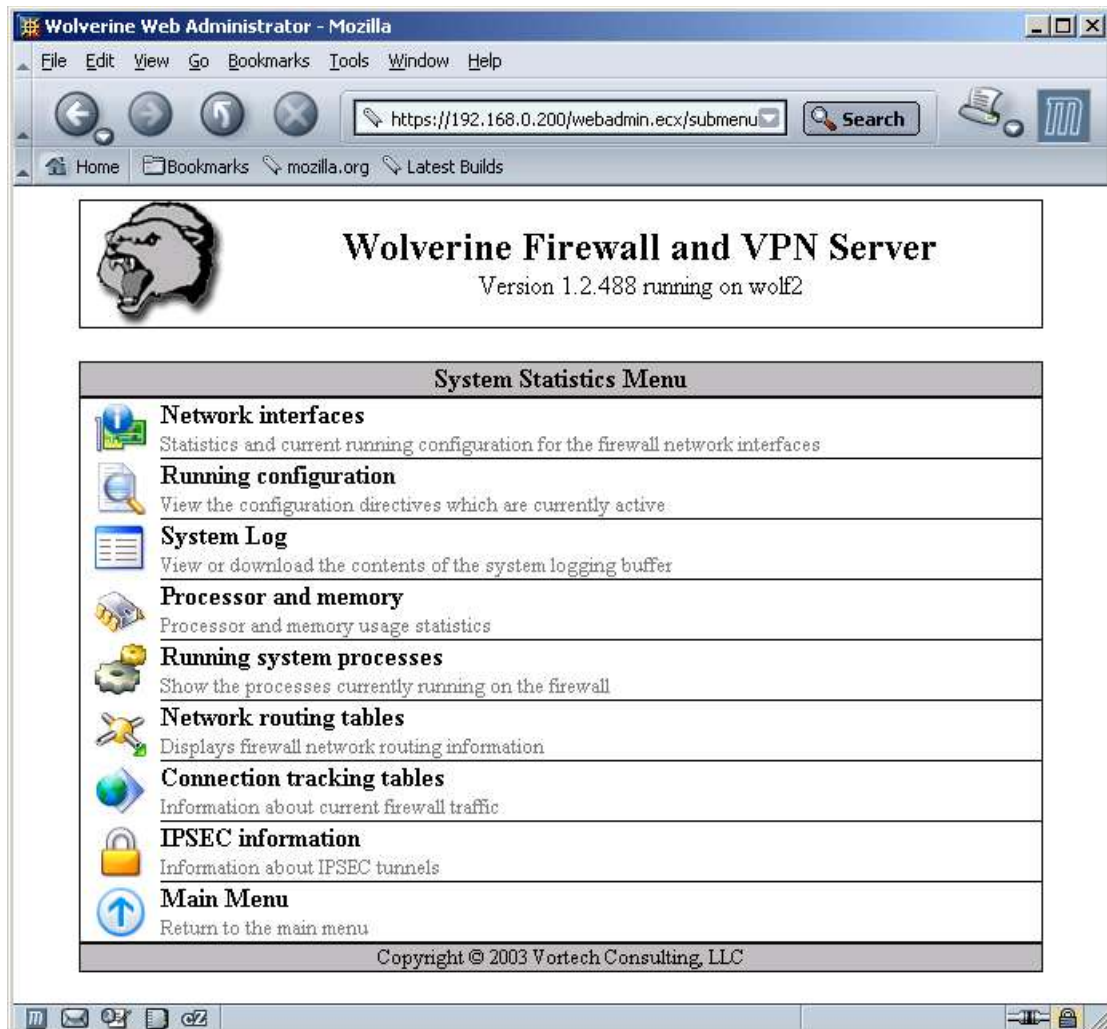 Wolverine Web Administrator - Mozilla
File Edit View Go Bookmarks Tools Window Help
https://192.168.0.200/webadmin.ecx/submenu Search
Home Bookmarks mozilla.org Latest Builds
Wolverine Firewall and VPN Server
Version 1.2.488 running on wolf2
System Statistics Menu
Network interfaces
Statistics and current running configuration for the firewall network interfaces
Running configuration
View the configuration directives which are currently active
System Log
View or download the contents of the system logging buffer
Processor and memory
Processor and memory usage statistics
Running system processes
Show the processes currently running on the firewall
Network routing tables
Displays firewall network routing information
Connection tracking tables
Information about current firewall traffic
IPSEC information
Information about IPSEC tunnels
Main Menu
Return to the main menu
Copyright © 2003 Vortech Consulting, LLC